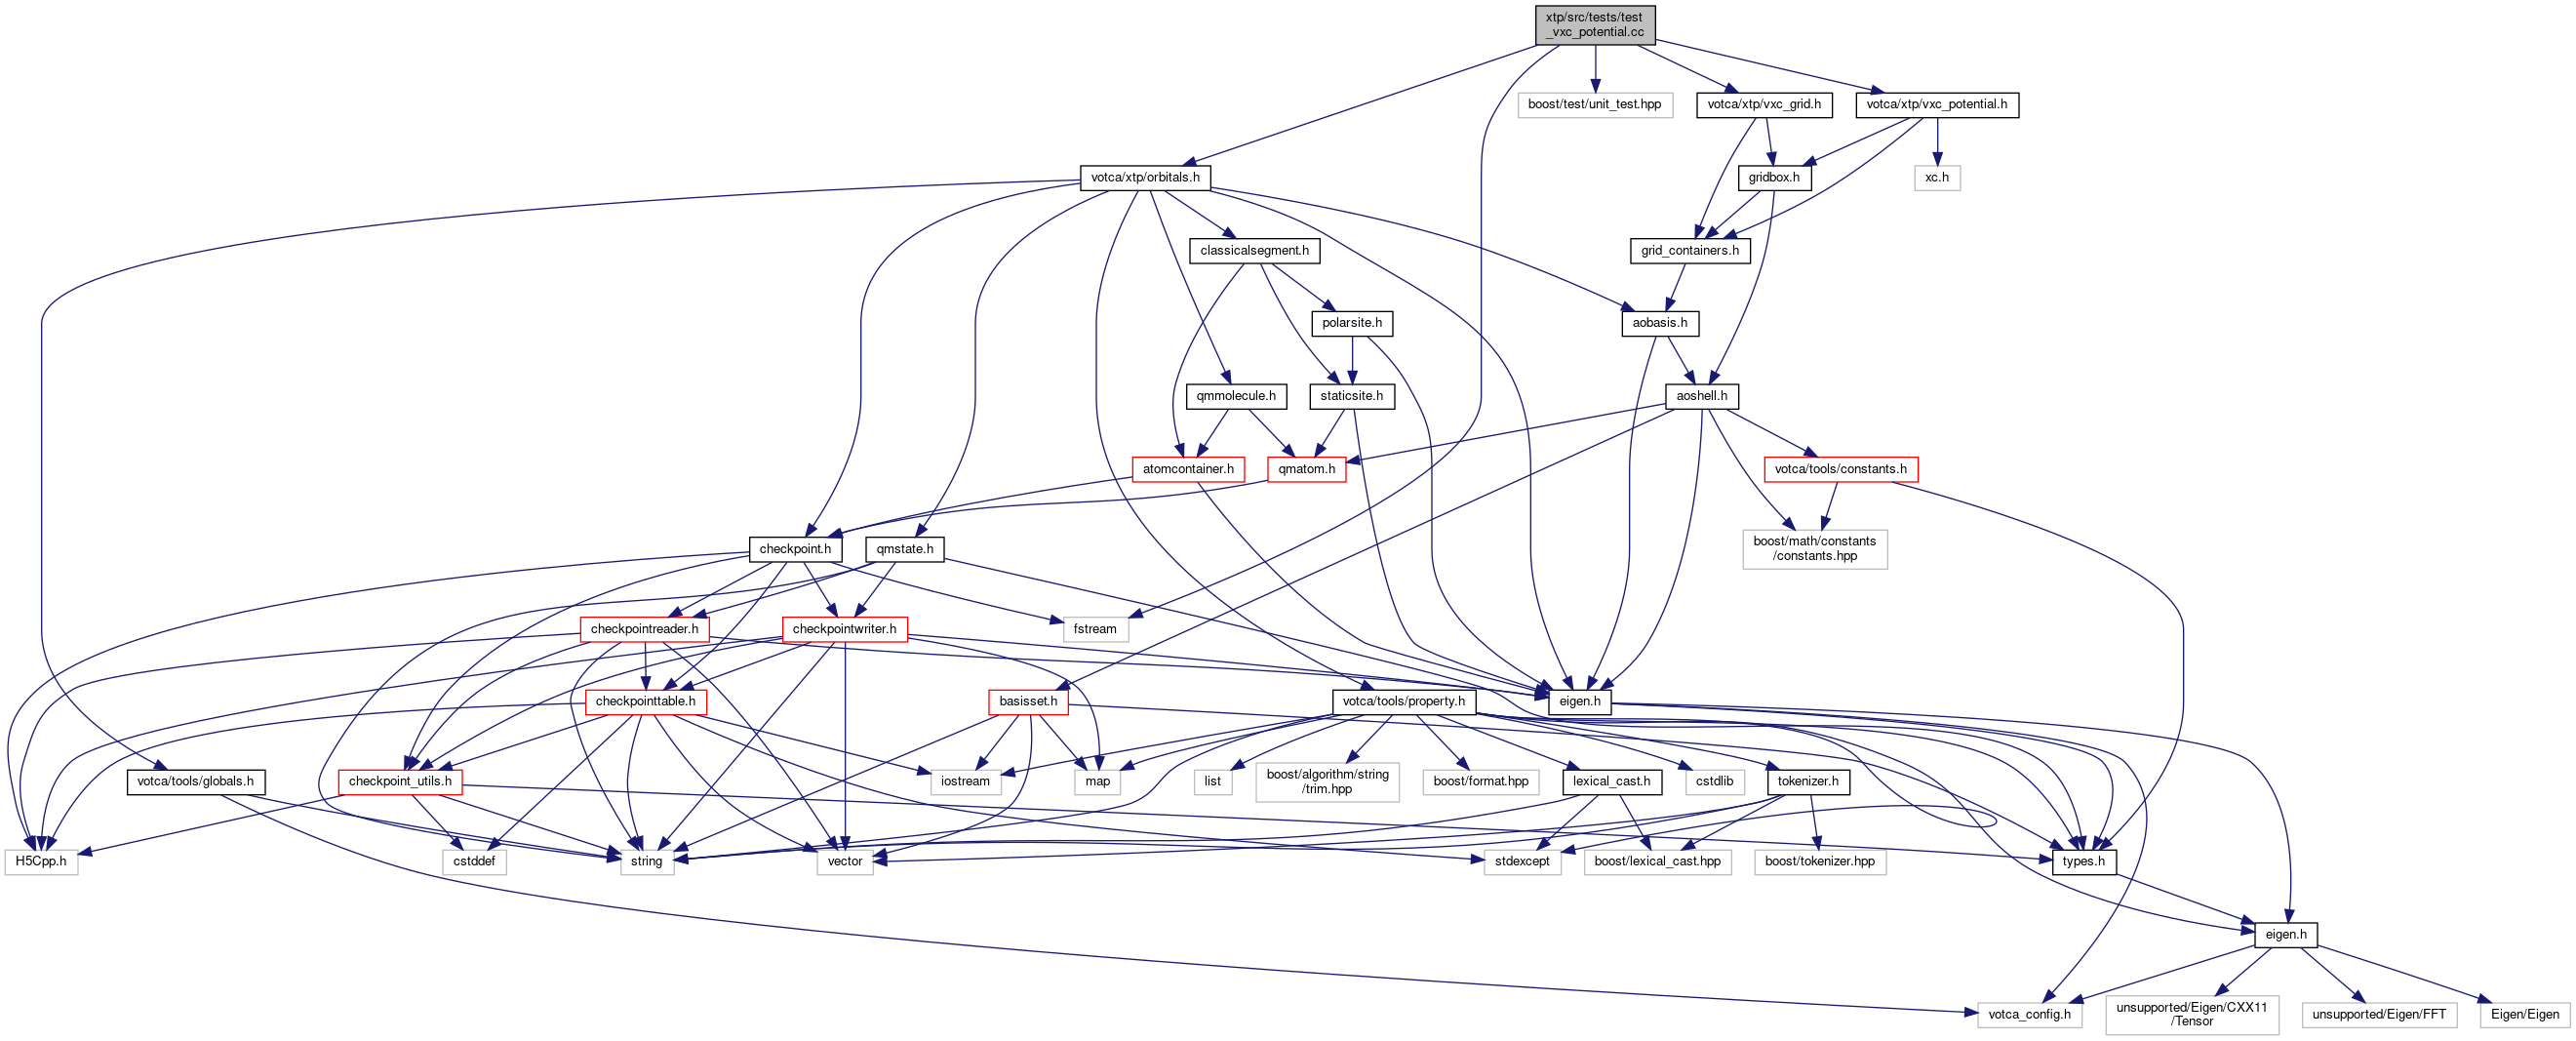 xtp/src/tests/test
_vxc_potential.cc
boost/test/unit_test.hpp
votca/xtp/vxc_grid.h
votca/xtp/vxc_potential.h
votca/xtp/orbitals.h
gridbox.h
xc.h
classicalsegment.h
grid_containers.h
polarsite.h
aobasis.h
qmmolecule.h
staticsite.h
aoshell.h
atomcontainer.h
qmatom.h
votca/tools/constants.h
checkpoint.h
qmstate.h
boost/math/constants
/constants.hpp
checkpointreader.h
checkpointwriter.h
fstream
checkpointtable.h
basisset.h
votca/tools/property.h
eigen.h
votca/tools/globals.h
checkpoint_utils.h
iostream
map
list
boost/algorithm/string
/trim.hpp
boost/format.hpp
lexical_cast.h
cstdlib
tokenizer.h
H5Cpp.h
cstddef
string
vector
stdexcept
boost/lexical_cast.hpp
boost/tokenizer.hpp
types.h
eigen.h
votca_config.h
unsupported/Eigen/CXX11
/Tensor
unsupported/Eigen/FFT
Eigen/Eigen